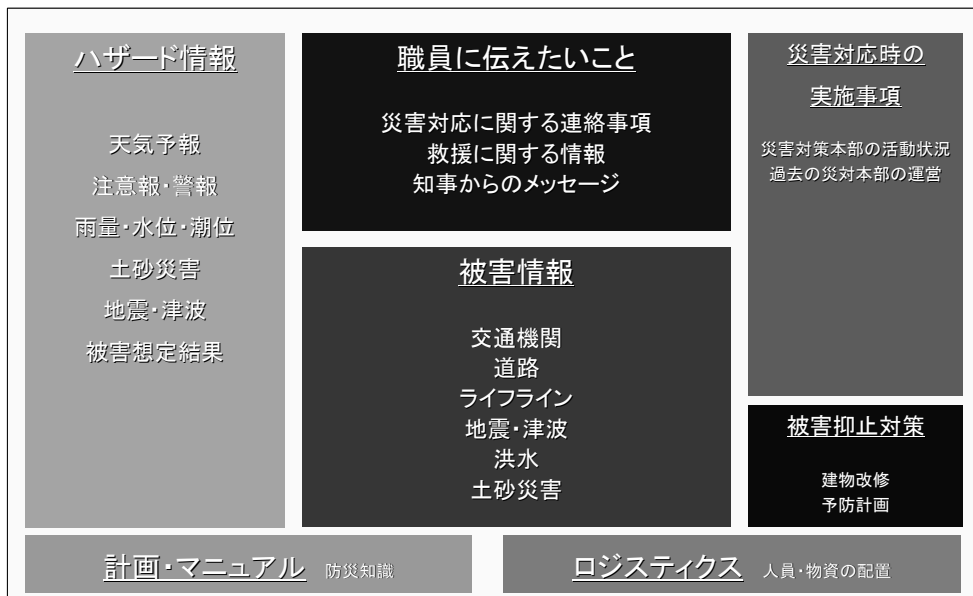 ハザード情報
天気予報
注意報・警報
雨量・水位・潮位
土砂災害
地震・津波
被害想定結果
職員に伝えたいこと
災害対応に関する連絡事項
救援に関する情報
知事からのメッセージ
被害情報
交通機関
道路
ライフライン
地震・津波
洪水
土砂災害
災害対応時の
実施事項
災害対策本部の活動状況
過去の災対本部の運営
被害抑止対策
建物改修
予防計画
計画・マニュアル 防災知識
ロジスティクス 人員・物資の配置